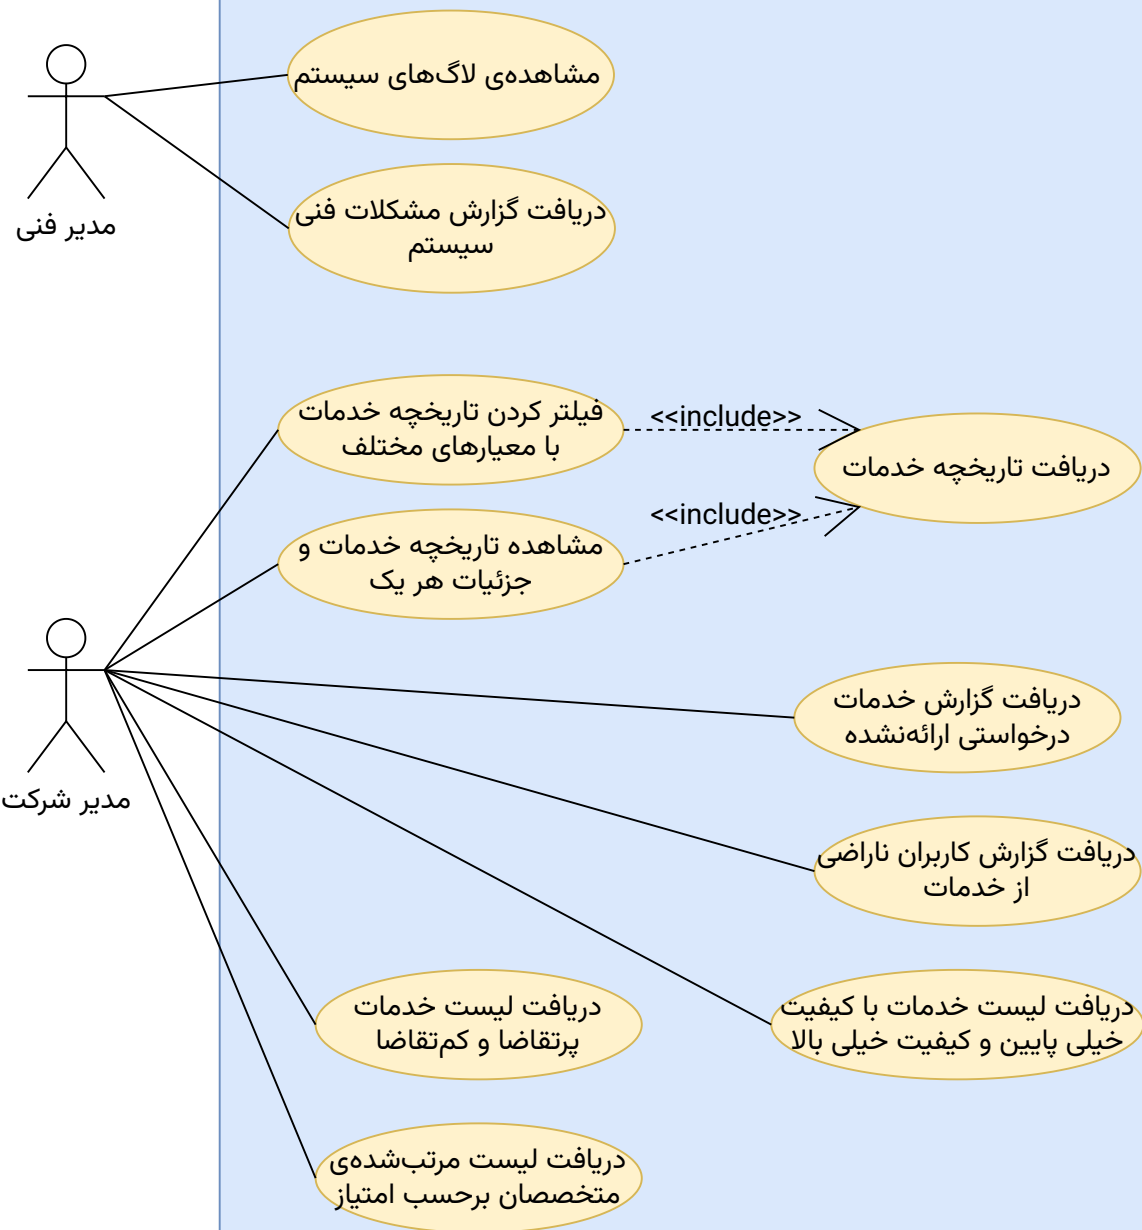 مشاهده‌ی لاگ‌های سیستم
دریافت گزارش مشکلات فنی
سیستم
مدیر فنی
فیلتر کردن تاریخچه خدمات
با معیارهای مختلف
<<include>>
دریافت تاریخچه خدمات
<<include>>
مشاهده تاریخچه خدمات و
جزئیات هر یک
مدیر شرکت
دریافت گزارش خدمات
درخواستی ارائه‌نشده
دریافت گزارش کاربران ناراضی
از خدمات
دریافت لیست خدمات با کیفیت
خیلی پایین و کیفیت خیلی بالا
دریافت لیست خدمات
پرتقاضا و کم‌تقاضا
دریافت لیست مرتب‌شده‌ی
متخصصان برحسب امتیاز